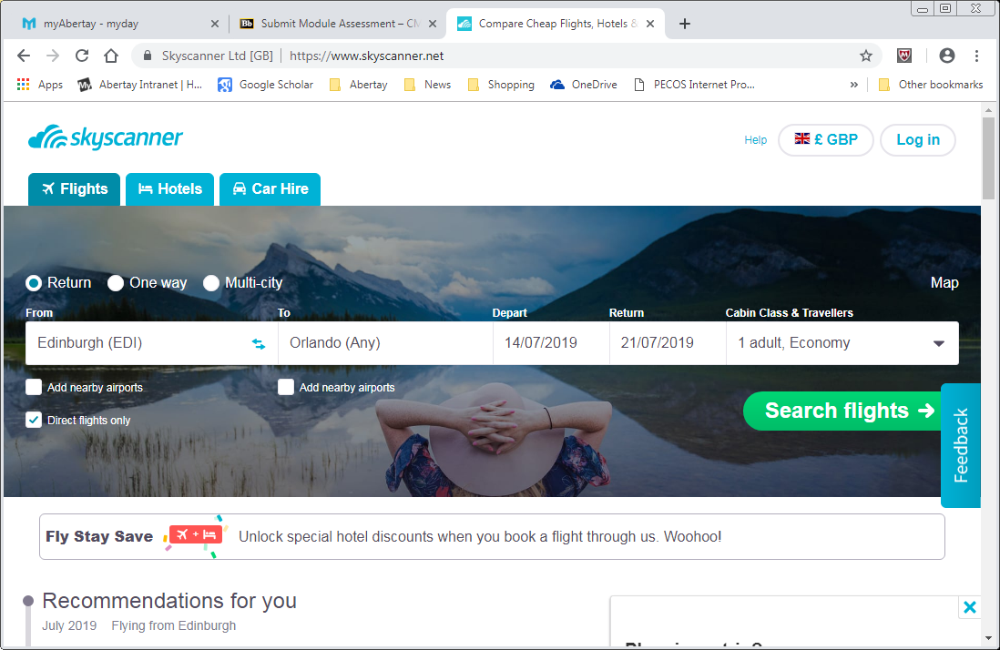 myAbertay - myday
Submit Module Assessment – CM
Compare Cheap Flights, Hotels &
Skyscanner Ltd [GB] | https://www.skyscanner.net
Apps
Abertay Intranet | H...
Google Scholar
Abertay
News
Shopping
OneDrive
PECOS Internet Pro...
»
Other bookmarks
skyscanner
Help
£ GBP
Log in
Flights
Hotels
Car Hire
Return
One way
Multi-city
Map
From
To
Depart
Return
Cabin Class & Travellers
Edinburgh (EDI)
Orlando (Any)
14/07/2019
21/07/2019
1 adult, Economy
Add nearby airports
Add nearby airports
Direct flights only
Search flights
Feedback
Fly Stay Save
Unlock special hotel discounts when you book a flight through us. Woohoo!
Recommendations for you
July 2019 Flying from Edinburgh